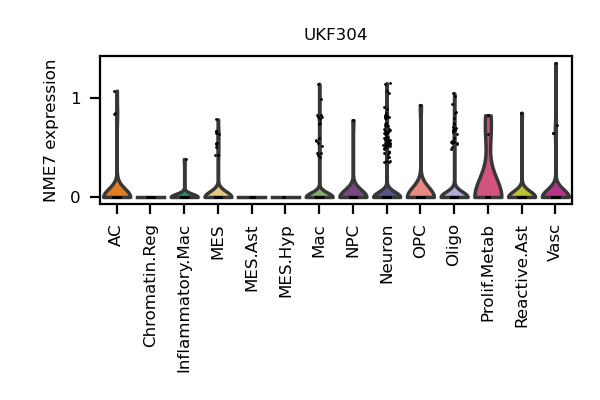 UKF304
NME7 expression
1
0
AC
Chromatin.Reg
Inflammatory.Mac
MES
MES.Ast
MES.Hyp
Mac
NPC
Neuron
OPC
Oligo
Prolif.Metab
Reactive.Ast
Vasc